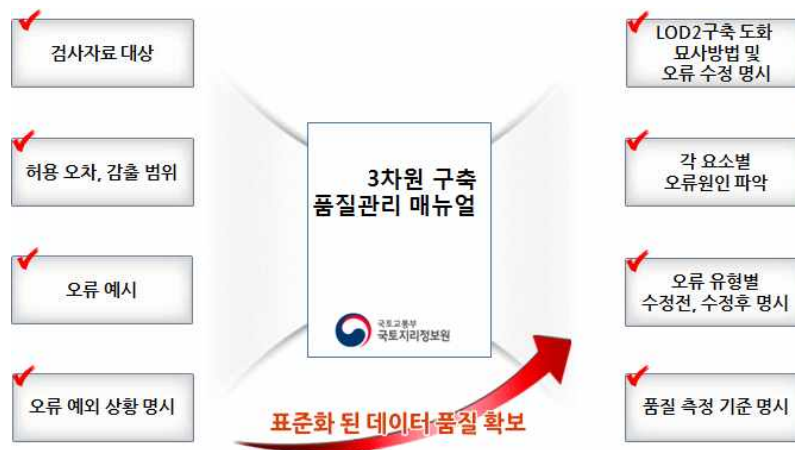 검사자료 대상
허용 오차, 감출 범위
오류 예시
오류 예외 상황 명시
3차원 구축
품질관리 매뉴얼
국토교통부
국토지리정보원
표준화 된 데이터 품질 확보
LOD2구축 도화
묘사방법 및
오류 수정 명시
각 요소별
오류원인 파악
오류 유형별
수정전, 수정후 명시
품질 측정 기준 명시